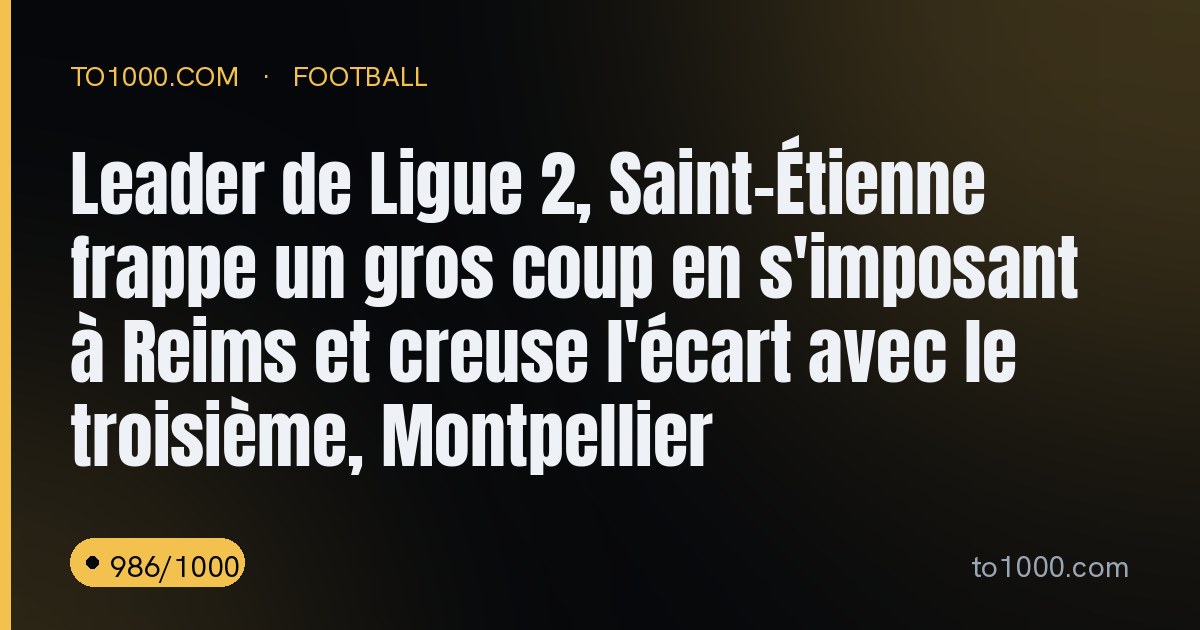 TO1000.COM · FOOTBALL
Leader de Ligue 2, Saint-Étienne
frappe un gros coup en s'imposant
à Reims et creuse l'écart avec le
troisième, Montpellier
986/1000
to1000.com